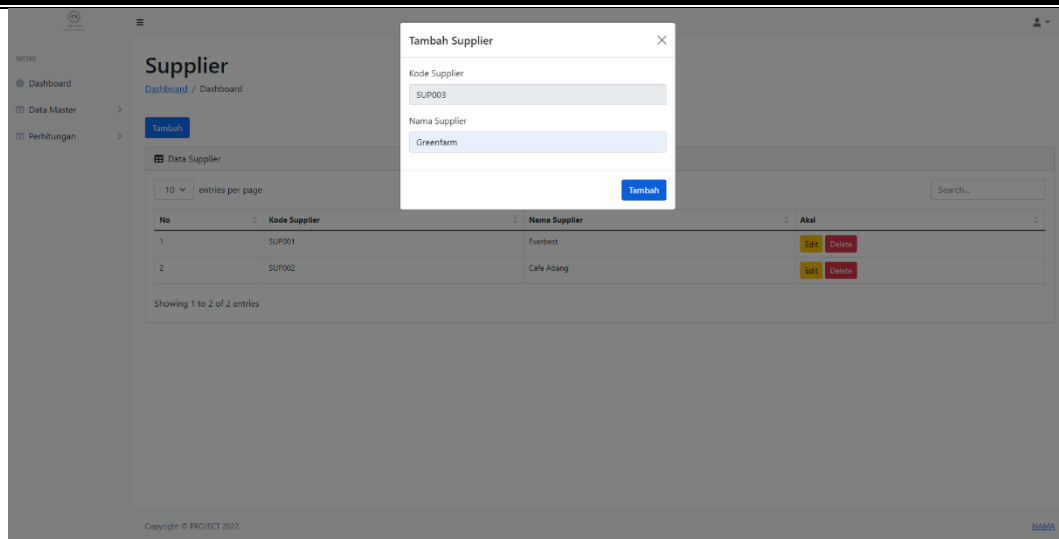 Tambah Supplier
Kode Supplier
SUP003
Nama Supplier
Greenfarm
Tambah
MENU
Dashboard
Data Master
Perhitungan
Supplier
Dashboard / Dashboard
Tambah
Data Supplier
10 entries per page
Search...
No Kode Supplier Nama Supplier Aksi
1 SUP001 Everbest Edit Delete
2 SUP002 Cafe Abang Edit Delete
Showing 1 to 2 of 2 entries
Copyright © PROJECT 2022
NAMA